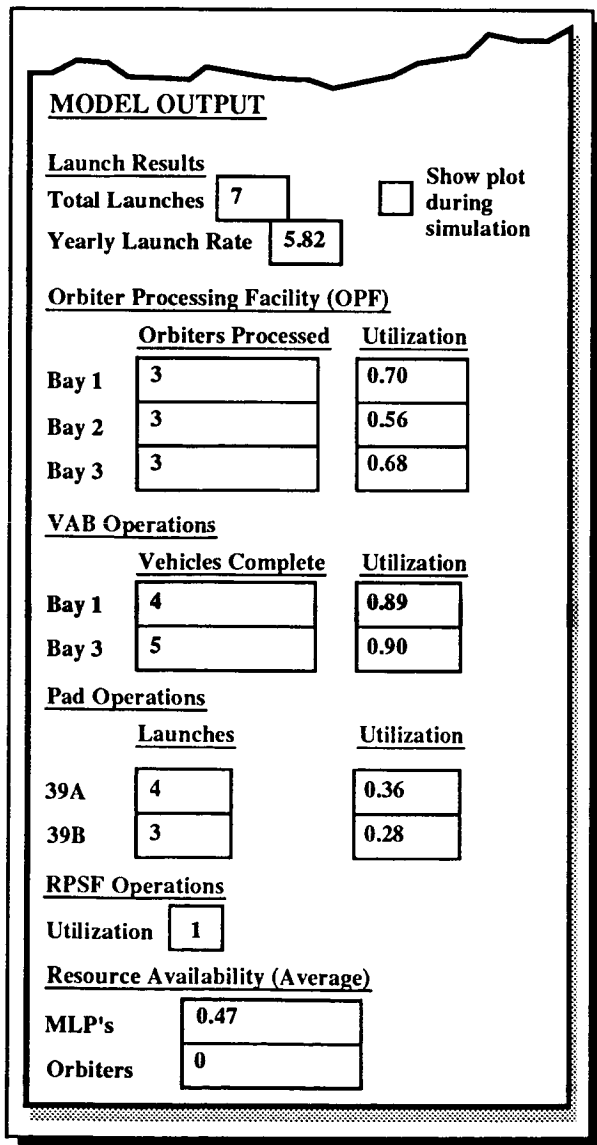 MODEL OUTPUT
Launch Results
Total Launches 7
Yearly Launch Rate 5.82
Show plot
during
simulation
Orbiter Processing Facility (OPF)
Orbiters Processed Utilization
Bay 1 3 0.70
Bay 2 3 0.56
Bay 3 3 0.68
VAB Operations
Vehicles Complete Utilization
Bay 1 4 0.89
Bay 3 5 0.90
Pad Operations
Launches Utilization
39A 4 0.36
39B 3 0.28
RPSF Operations
Utilization 1
Resource Availability (Average)
MLP's 0.47
Orbiters 0